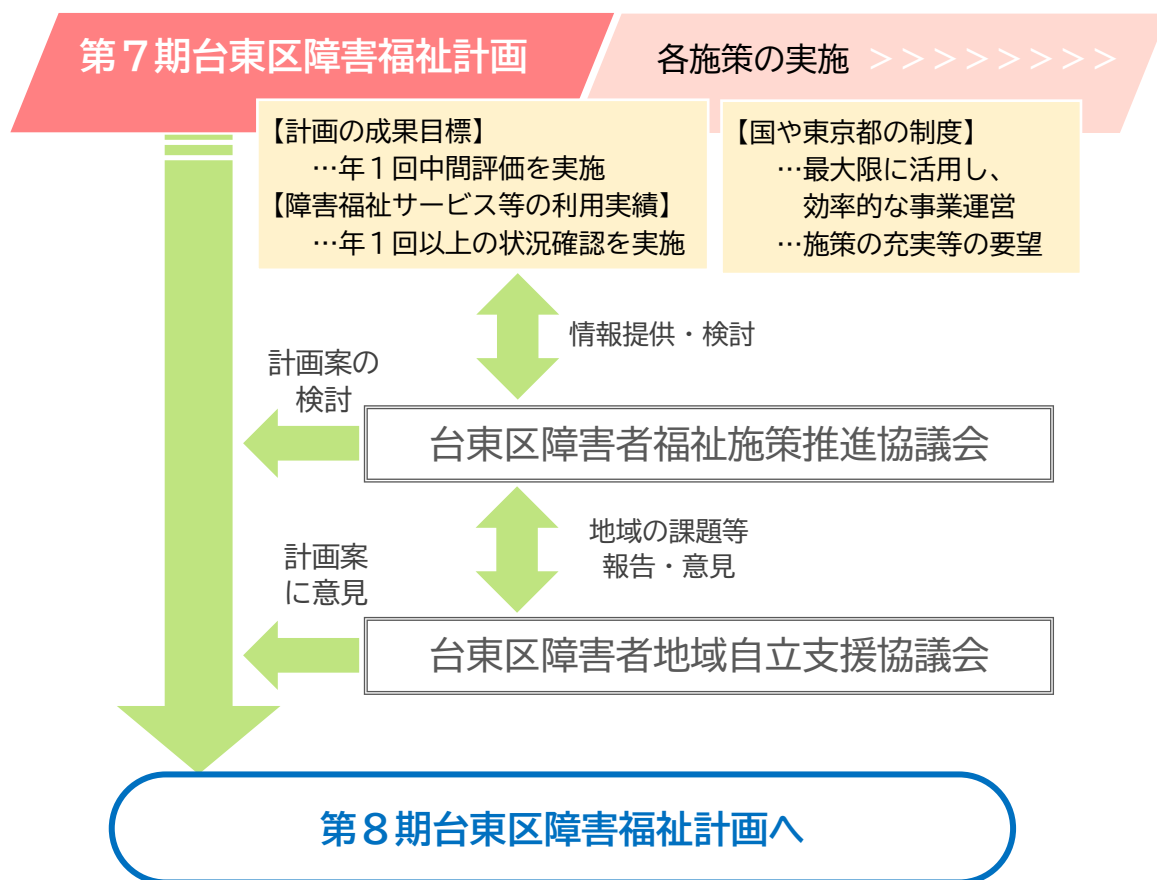 第７期台東区障害福祉計画
各施策の実施 ＞＞＞＞＞＞＞＞
【計画の成果目標】
…年１回中間評価を実施
【障害福祉サービス等の利用実績】
…年１回以上の状況確認を実施
【国や東京都の制度】
…最大限に活用し、
効率的な事業運営
…施策の充実等の要望
情報提供・検討
計画案の
検討
台東区障害者福祉施策推進協議会
地域の課題等
報告・意見
計画案
に意見
台東区障害者地域自立支援協議会
第８期台東区障害福祉計画へ